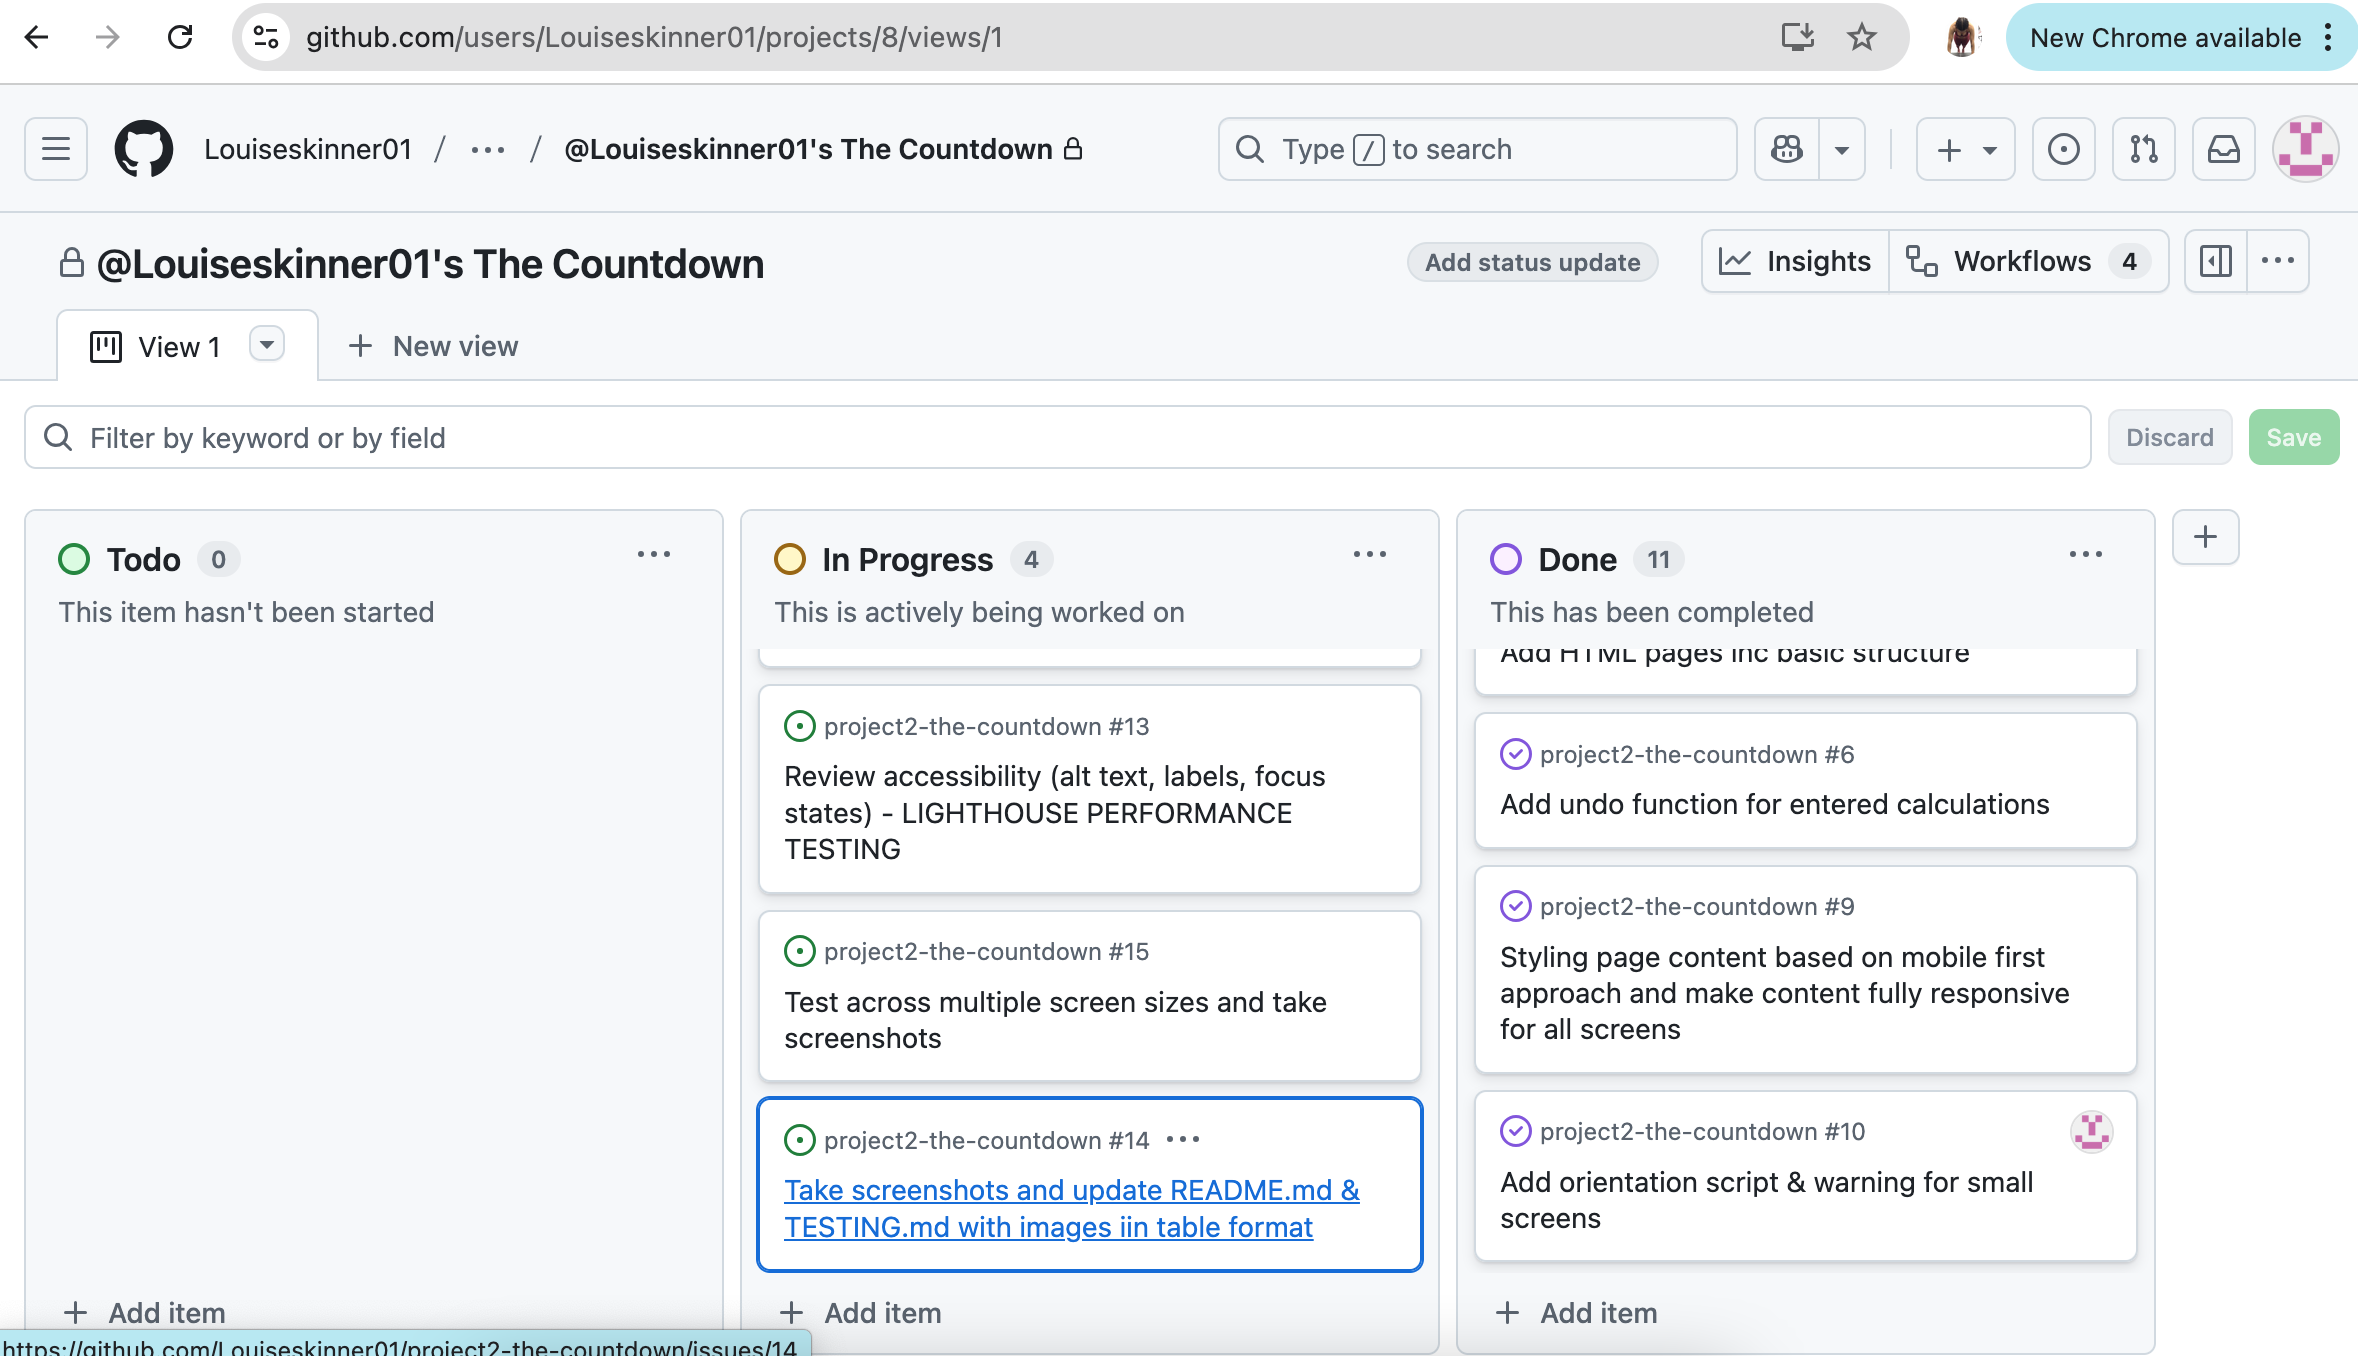 github.com/users/Louiseskinner01/projects/8/views/1
New Chrome available
Louiseskinner01 / ... / @Louiseskinner01's The Countdown
Type / to search
@Louiseskinner01's The Countdown
Add status update
Insights
Workflows 4
View 1
New view
Filter by keyword or by field
Discard
Save
Todo 0
This item hasn't been started
Add item
In Progress 4
This is actively being worked on
project2-the-countdown #13
Review accessibility (alt text, labels, focus
states) - LIGHTHOUSE PERFORMANCE
TESTING
project2-the-countdown #15
Test across multiple screen sizes and take
screenshots
project2-the-countdown #14
Take screenshots and update README.md &
TESTING.md with images iin table format
Add item
Done 11
This has been completed
Add HTML pages inc basic structure
project2-the-countdown #6
Add undo function for entered calculations
project2-the-countdown #9
Styling page content based on mobile first
approach and make content fully responsive
for all screens
project2-the-countdown #10
Add orientation script & warning for small
screens
Add item
https://github.com/Louiseskinner01/project2-the-countdown/issues/14